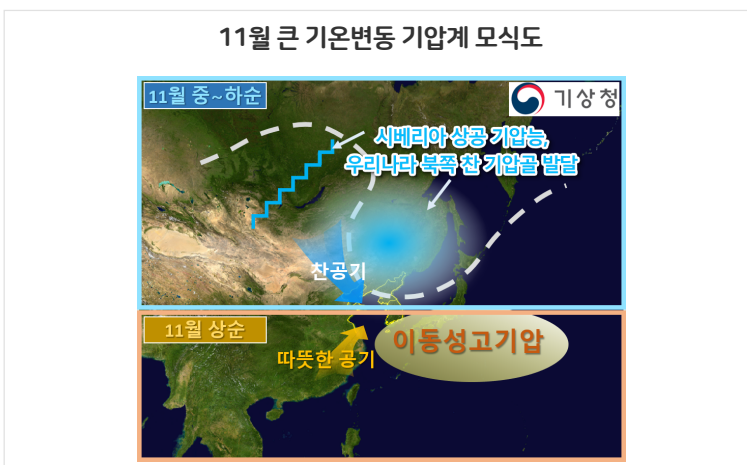 11월 큰 기온변동 기압계 모식도
11월 중~하순
기상청
시베리아 상공 기압능,
우리나라 북쪽 찬 기압골 발달
찬공기
11월 상순
이동성고기압
따뜻한 공기